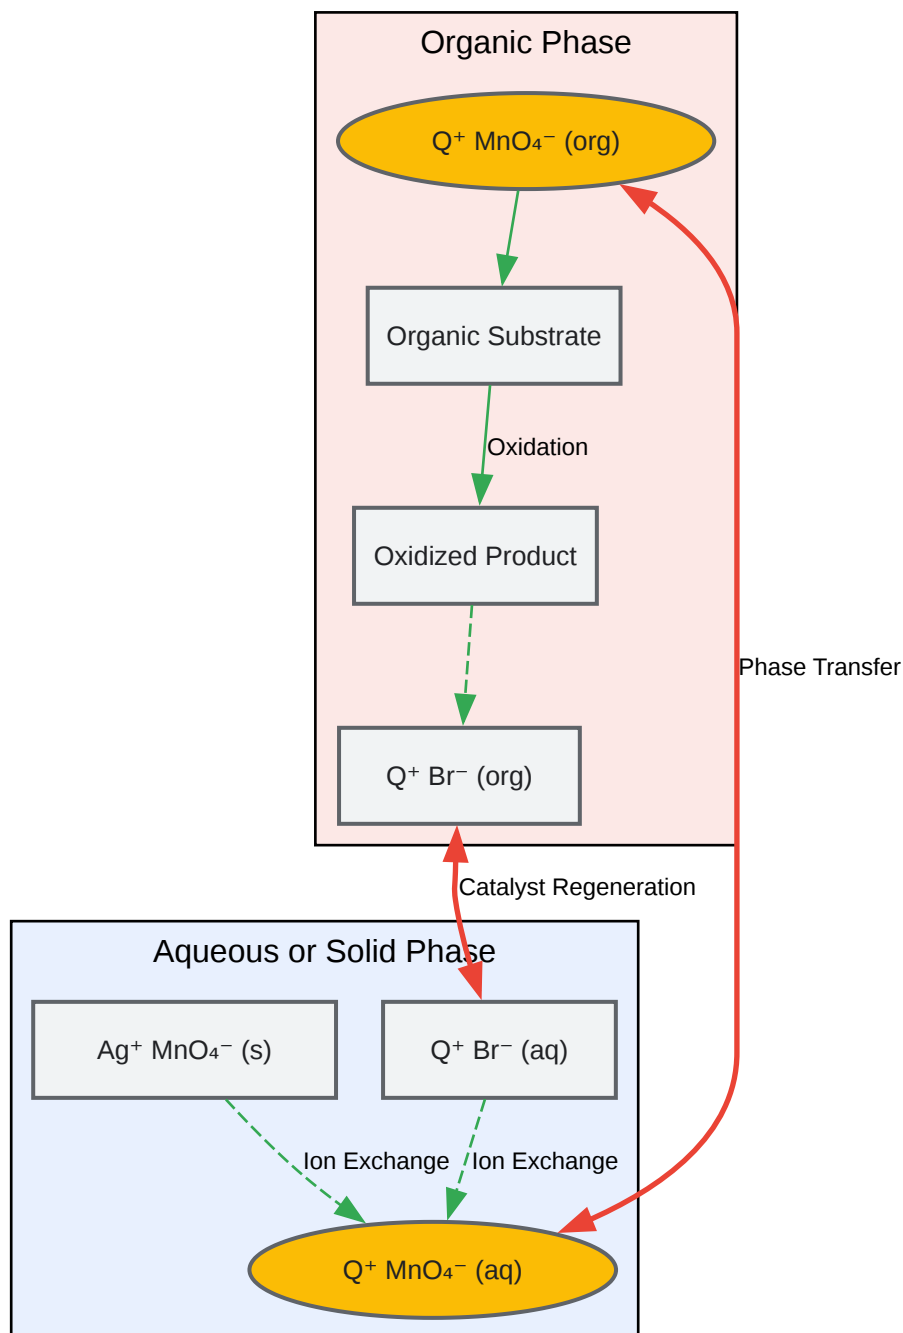 Organic Phase
Q⁺ MnO₄⁻ (org)
Organic Substrate
Oxidation
Oxidized Product
Phase Transfer
Q⁺ Br⁻ (org)
Catalyst Regeneration
Aqueous or Solid Phase
Ag⁺ MnO₄⁻ (s)
Q⁺ Br⁻ (aq)
Ion Exchange
Ion Exchange
Q⁺ MnO₄⁻ (aq)